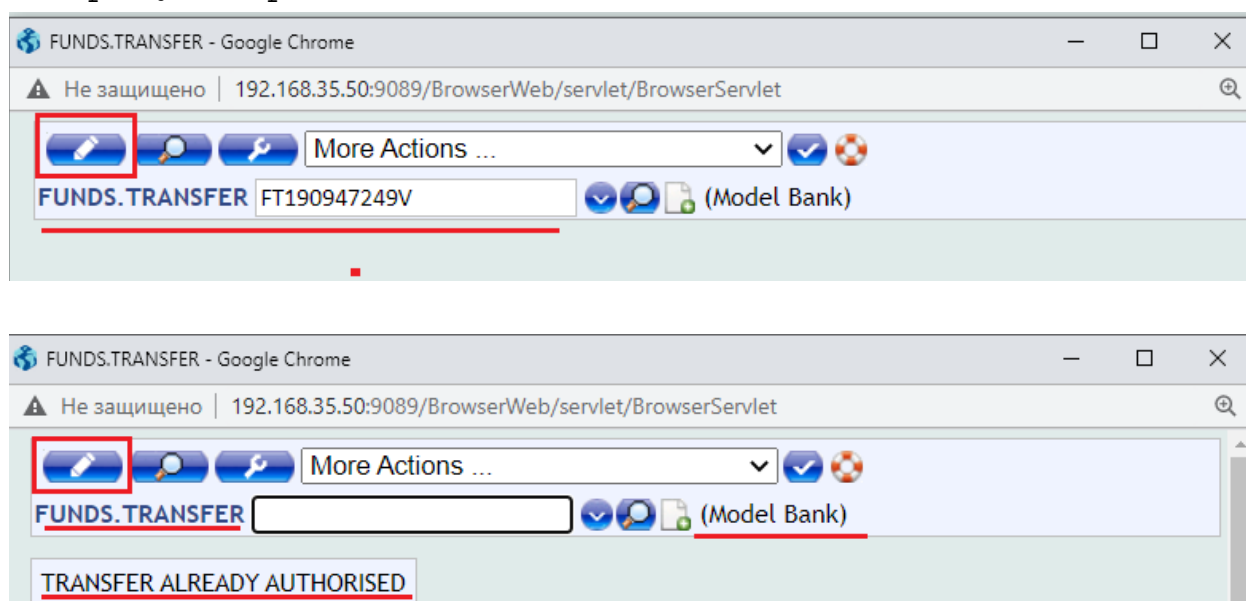 FUNDS.TRANSFER - Google Chrome
Не защищено | 192.168.35.50:9089/BrowserWeb/servlet/BrowserServlet
More Actions ...
FUNDS.TRANSFER FT190947249V (Model Bank)
FUNDS.TRANSFER - Google Chrome
Не защищено | 192.168.35.50:9089/BrowserWeb/servlet/BrowserServlet
More Actions ...
FUNDS.TRANSFER (Model Bank)
TRANSFER ALREADY AUTHORISED